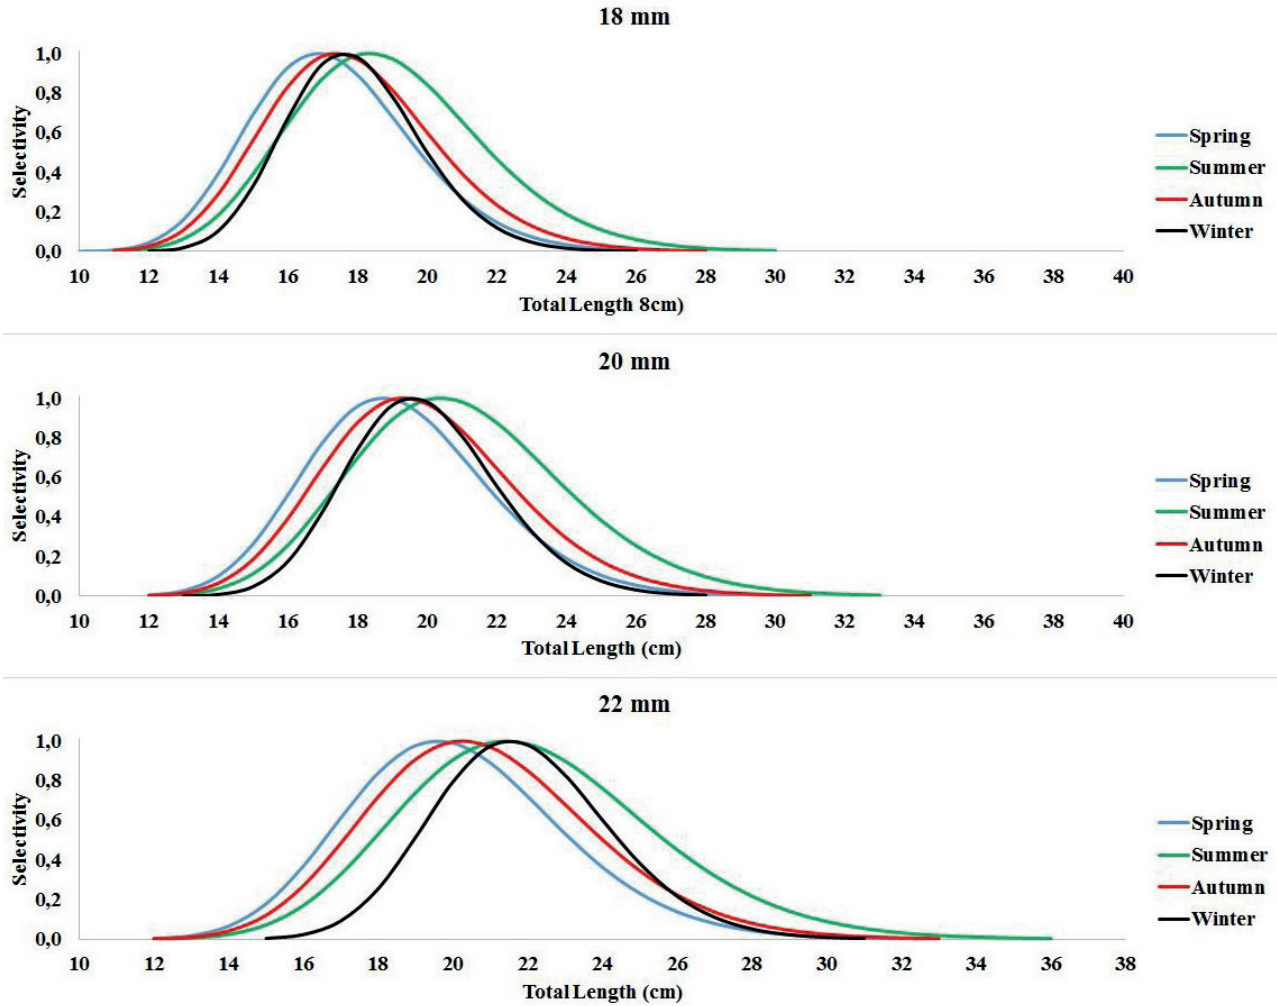 18 mm
1,0
0,8
0,6
0,4
0,2
0,0
Selectivity
10 12 14 16 18 20 22 24 26 28 30 32 34 36 38 40
Total Length 8cm)
Spring
Summer
Autumn
Winter
20 mm
1,0
0,8
0,6
0,4
0,2
0,0
Selectivity
10 12 14 16 18 20 22 24 26 28 30 32 34 36 38 40
Total Length (cm)
Spring
Summer
Autumn
Winter
22 mm
1,0
0,8
0,6
0,4
0,2
0,0
Selectivity
10 12 14 16 18 20 22 24 26 28 30 32 34 36 38
Total Length (cm)
Spring
Summer
Autumn
Winter